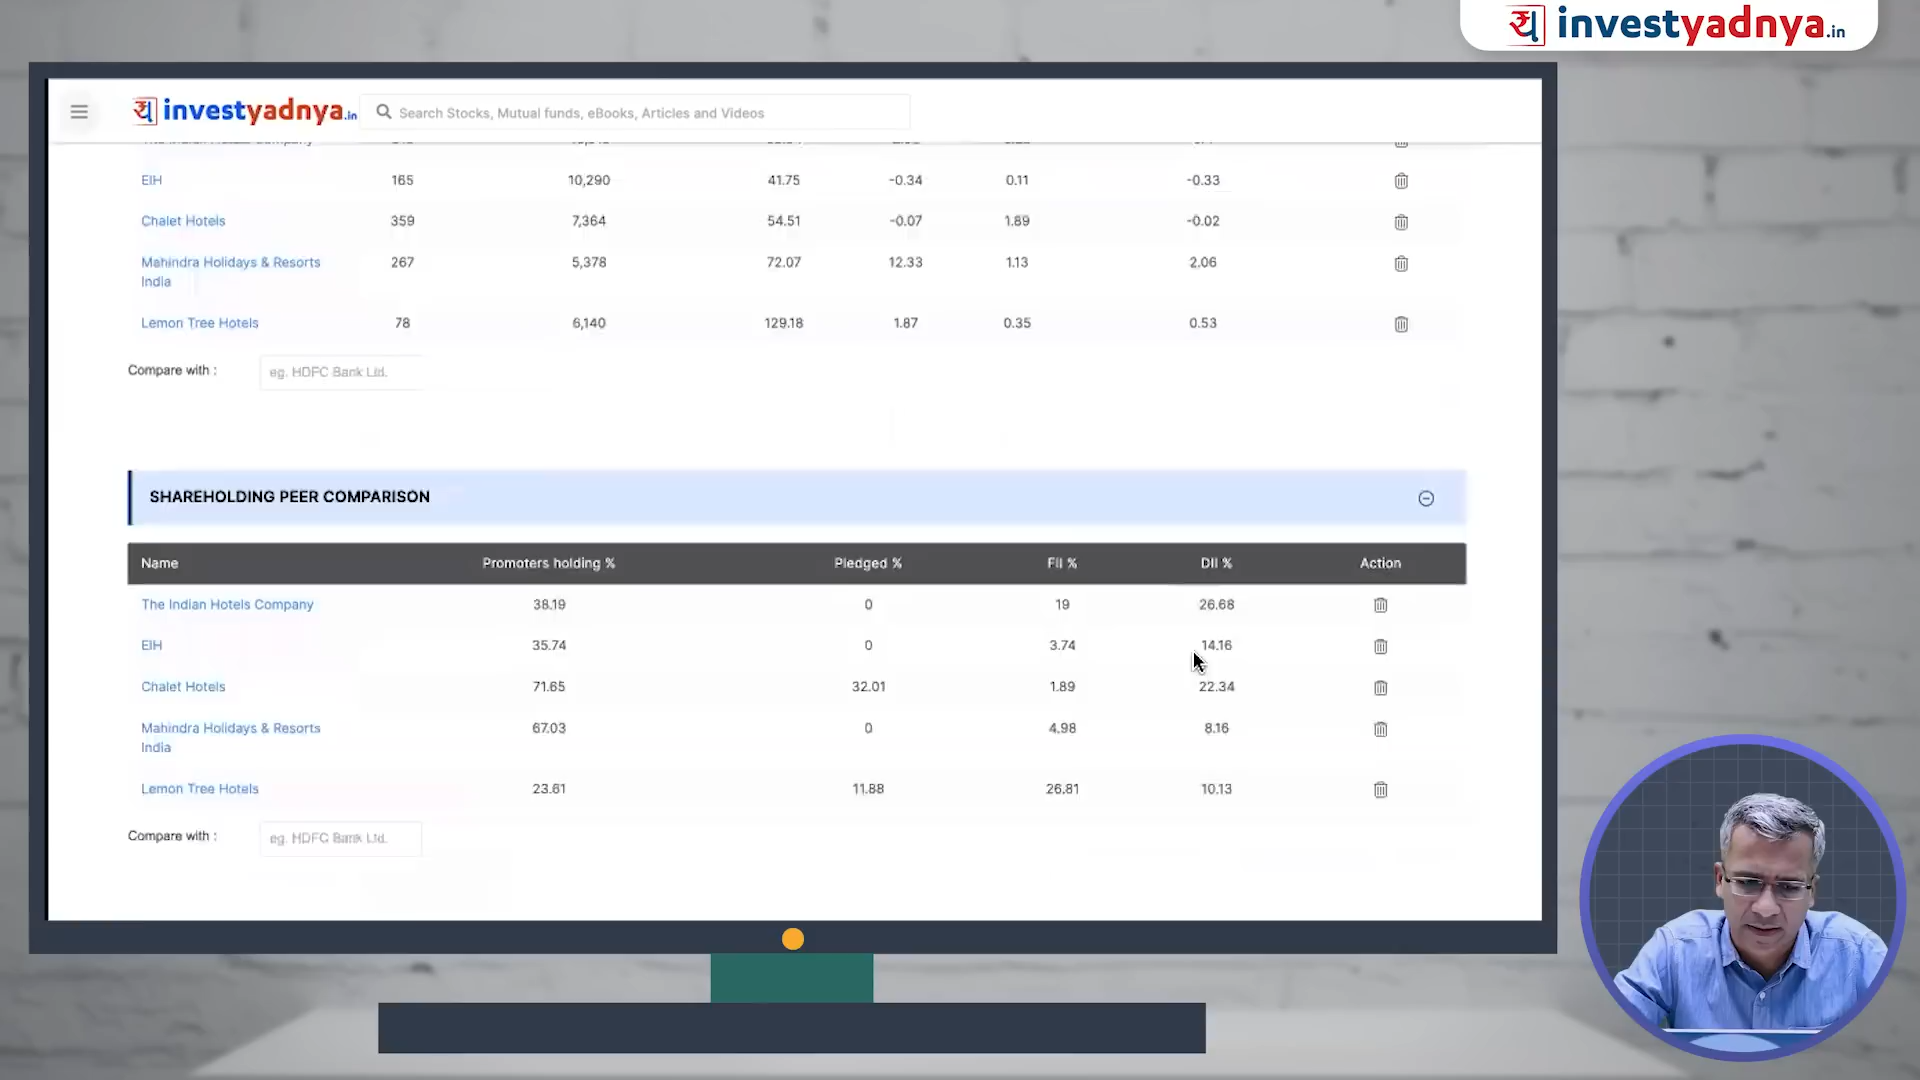 investyadnya.in
investyadnya.in Search Stocks, Mutual funds, eBooks, Articles and Videos
EIH 165 10,290 41.75 -0.34 0.11 -0.33
Chalet Hotels 359 7,364 54.51 -0.07 1.89 -0.02
Mahindra Holidays & Resorts India 267 5,378 72.07 12.33 1.13 2.06
Lemon Tree Hotels 78 6,140 129.18 1.87 0.35 0.53
Compare with : eg. HDFC Bank Ltd.
SHAREHOLDING PEER COMPARISON
Name Promoters holding % Pledged % FII % DII % Action
The Indian Hotels Company 38.19 0 19 26.68
EIH 35.74 0 3.74 14.16
Chalet Hotels 71.65 32.01 1.89 22.34
Mahindra Holidays & Resorts India 67.03 0 4.98 8.16
Lemon Tree Hotels 23.61 11.88 26.81 10.13
Compare with : eg. HDFC Bank Ltd.